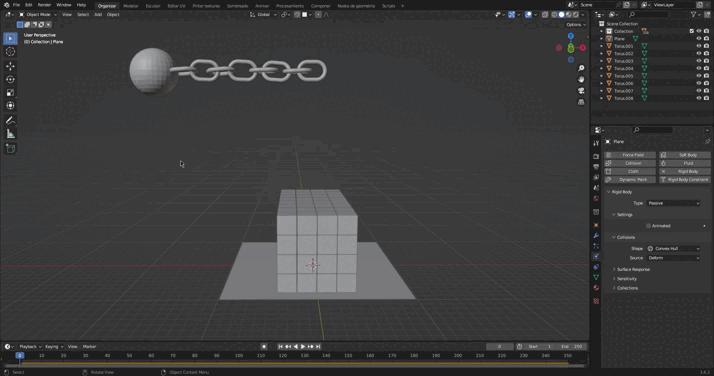 File Edit Render Window Help
Organizar Modelar Esculpir Editar UV Pintar texturas Sombrear Animar Processamiento Componer Nodos de geometría Scripts +
Scene
ViewLayer
Object Mode View Select Add Object
Global
Options
User Perspective
(0) Collection | Plane
Scene Collection
Collection
Plane
Torus.001
Torus.002
Torus.003
Torus.004
Torus.005
Torus.006
Torus.007
Torus.008
Plane
Force Field Soft Body
Collision Fluid
Cloth Rigid Body
Dynamic Paint Rigid Body Constraint
Rigid Body
Type Passive
Settings
Animated
Collisions
Shape Convex Hull
Source Deform
Surface Response
Sensitivity
Collections
Playback Keying View Marker
0 Start 1 End 250
0 10 20 30 40 50 60 70 80 90 100 110 120 130 140 150 160 170 180 190 200 210 220 230 240 250
Select Rotate View Object Context Menu